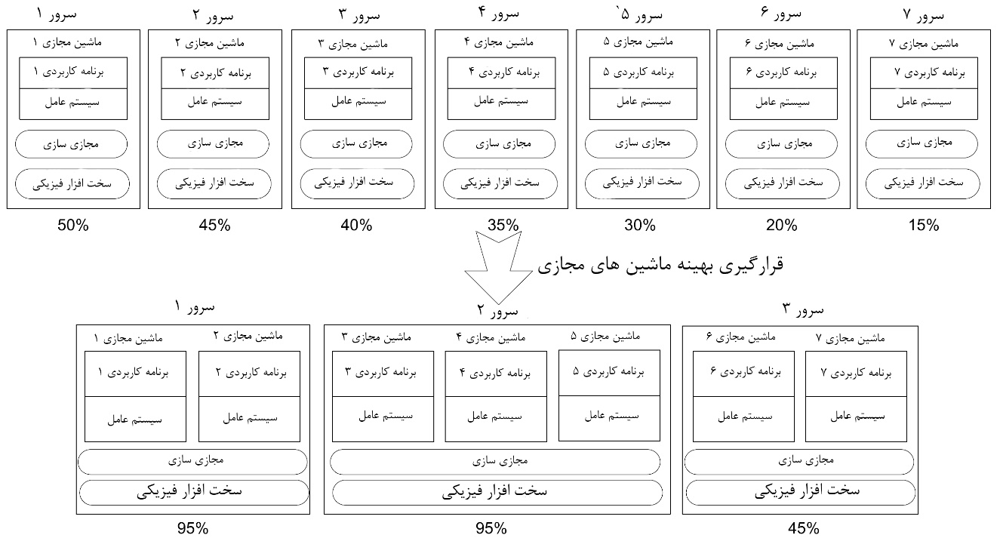 سرور ۱
سرور ۲
سرور ۳
سرور ۴
سرور ۵`
سرور ۶
سرور ۷
ماشین مجازی ۱
ماشین مجازی ۲
ماشین مجازی ۳
ماشین مجازی ۴
ماشین مجازی ۵
ماشین مجازی ۶
ماشین مجازی ۷
برنامه کاربردی ۱
برنامه کاربردی ۲
برنامه کاربردی ۳
برنامه کاربردی ۴
برنامه کاربردی ۵
برنامه کاربردی ۶
برنامه کاربردی ۷
سیستم عامل
سیستم عامل
سیستم عامل
سیستم عامل
سیستم عامل
سیستم عامل
سیستم عامل
مجازی سازی
مجازی سازی
مجازی سازی
مجازی سازی
مجازی سازی
مجازی سازی
مجازی سازی
سخت افزار فیزیکی
سخت افزار فیزیکی
سخت افزار فیزیکی
سخت افزار فیزیکی
سخت افزار فیزیکی
سخت افزار فیزیکی
سخت افزار فیزیکی
50%
45%
40%
35%
30%
20%
15%
قرارگیری بهینه ماشین های مجازی
سرور ۱
سرور ۲
سرور ۳
ماشین مجازی ۱
ماشین مجازی ۲
ماشین مجازی ۳
ماشین مجازی ۴
ماشین مجازی ۵
ماشین مجازی ۶
ماشین مجازی ۷
برنامه کاربردی ۱
برنامه کاربردی ۲
برنامه کاربردی ۳
برنامه کاربردی ۴
برنامه کاربردی ۵
برنامه کاربردی ۶
برنامه کاربردی ۷
سیستم عامل
سیستم عامل
سیستم عامل
سیستم عامل
سیستم عامل
سیستم عامل
سیستم عامل
مجازی سازی
مجازی سازی
مجازی سازی
سخت افزار فیزیکی
سخت افزار فیزیکی
سخت افزار فیزیکی
95%
95%
45%